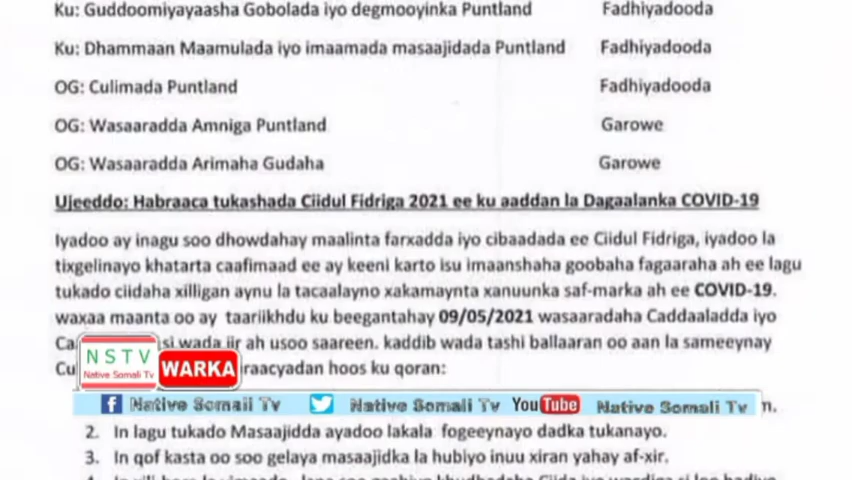 Ku: Guddoomiyayaasha Gobolada iyo degmooyinka Puntland Fadhiyadooda
Ku: Dhammaan Maamulada iyo imaamada masaajidada Puntland Fadhiyadooda
OG: Culimada Puntland Fadhiyadooda
OG: Wasaaradda Amniga Puntland Garowe
OG: Wasaaradda Arimaha Gudaha Garowe
Ujeeddo: Habraaca tukashada Ciidul Fidriga 2021 ee ku aaddan la Dagaalanka COVID-19
Iyadoo ay inagu soo dhowdahay maalinta farxadda iyo cibaadada ee Ciidul Fidriga, iyadoo la
tixgelinayo khatarta caafimaad ee ay keeni karto isu imaanshaha goobaha fagaaraha ah ee lagu
tukado ciidaha xilligan aynu la tacaalayno xakamaynta xanuunka saf-marka ah ee COVID-19.
waxaa maanta oo ay taariikhdu ku beegantahay 09/05/2021 wasaaradaha Caddaaladda iyo
Ca si wada jir ah usoo saareen. kaddib wada tashi ballaaran oo aan la sameeynay
Cu raacyadan hoos ku qoran:
NSTV
Native Somali Tv
WARKA
Native Somali Tv Native Somali Tv YouTube Native Somali Tv n.
2. In lagu tukado Masaajidda ayadoo lakala fogeeynayo dadka tukanayo.
3. In qof kasta oo soo gelaya masaajidka la hubiyo inuu xiran yahay af-xir.